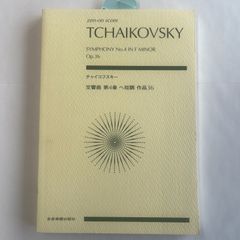 zen-on score
TCHAIKOVSKY
SYMPHONY No.4 IN F MINOR
Op.36
チャイコフスキー
交響曲 第4番 ヘ短調 作品36
全音楽譜出版社